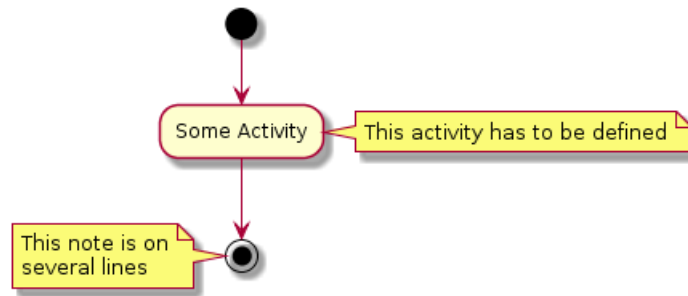 Some Activity
This activity has to be defined
This note is on
several lines